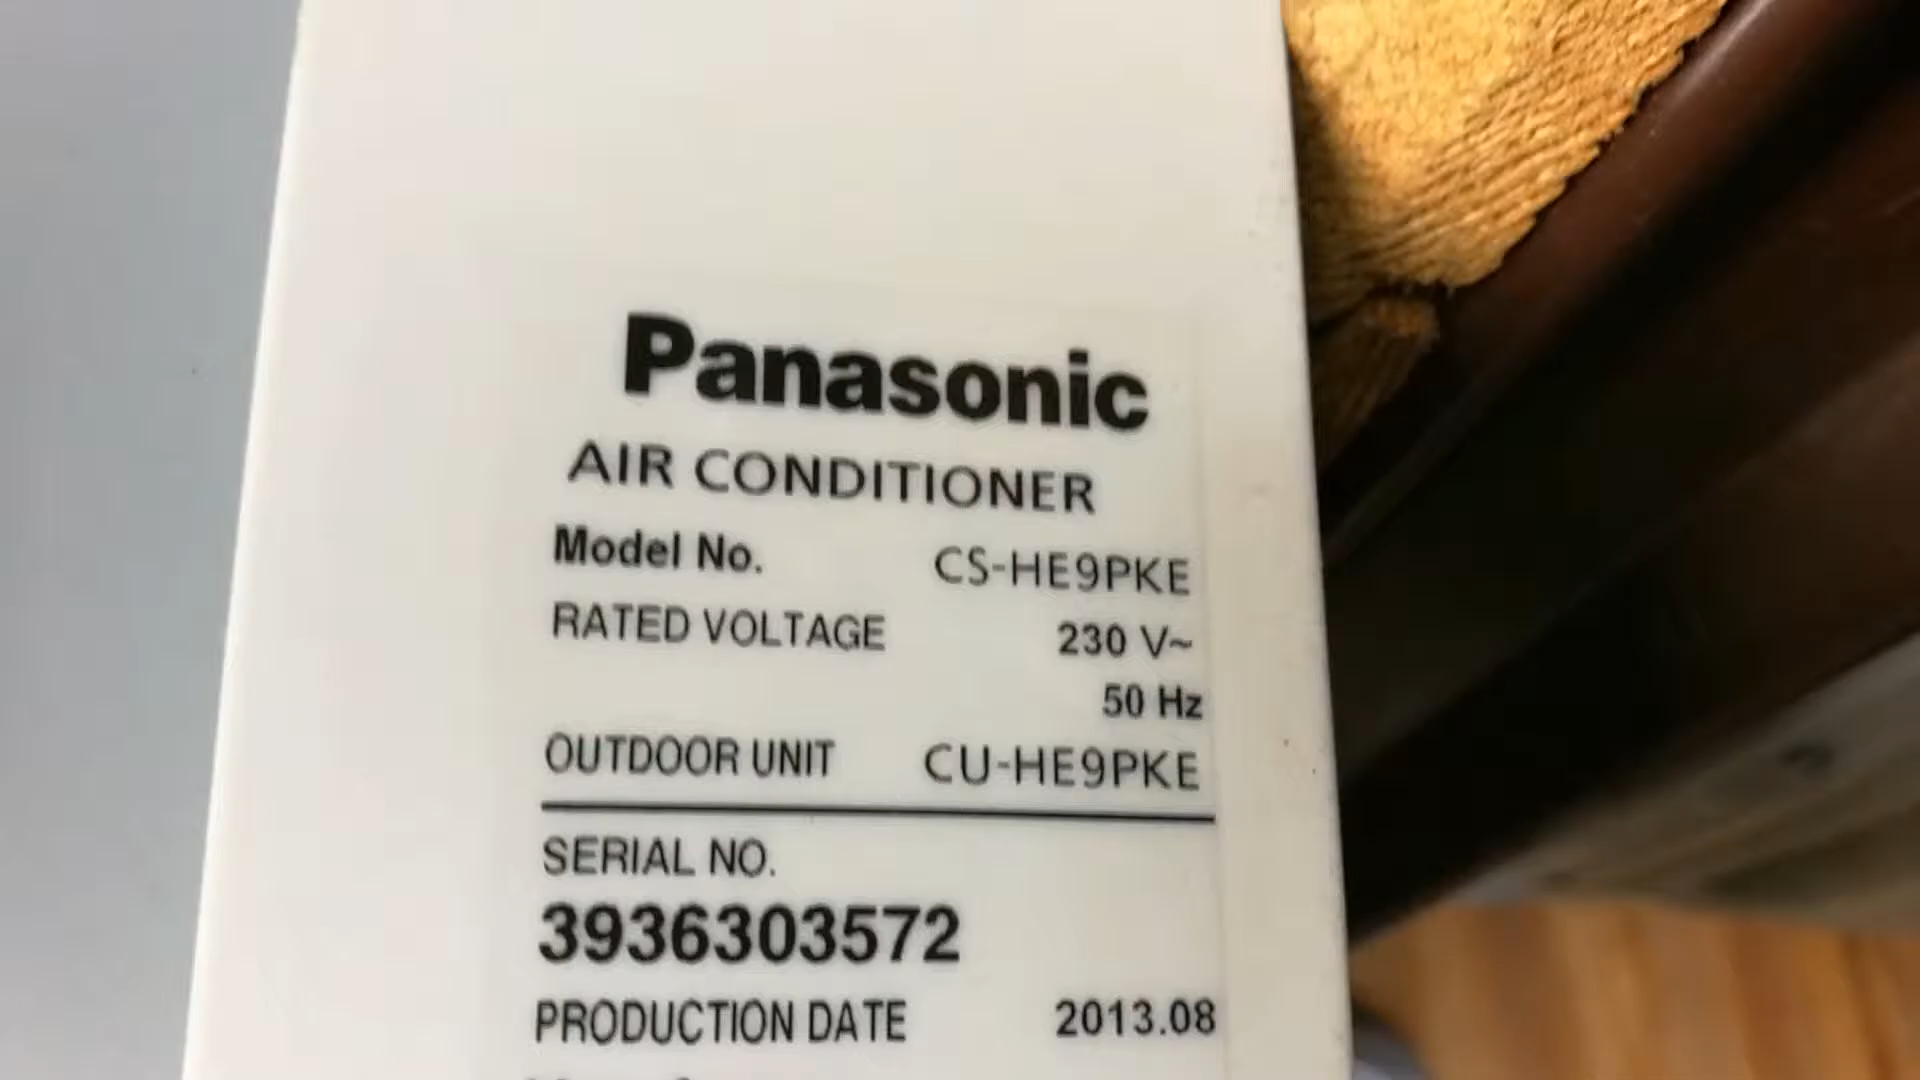 Panasonic
AIR CONDITIONER
Model No. CS-HE9PKE
RATED VOLTAGE 230 V~
50 Hz
OUTDOOR UNIT CU-HE9PKE
SERIAL NO.
3936303572
PRODUCTION DATE 2013.08